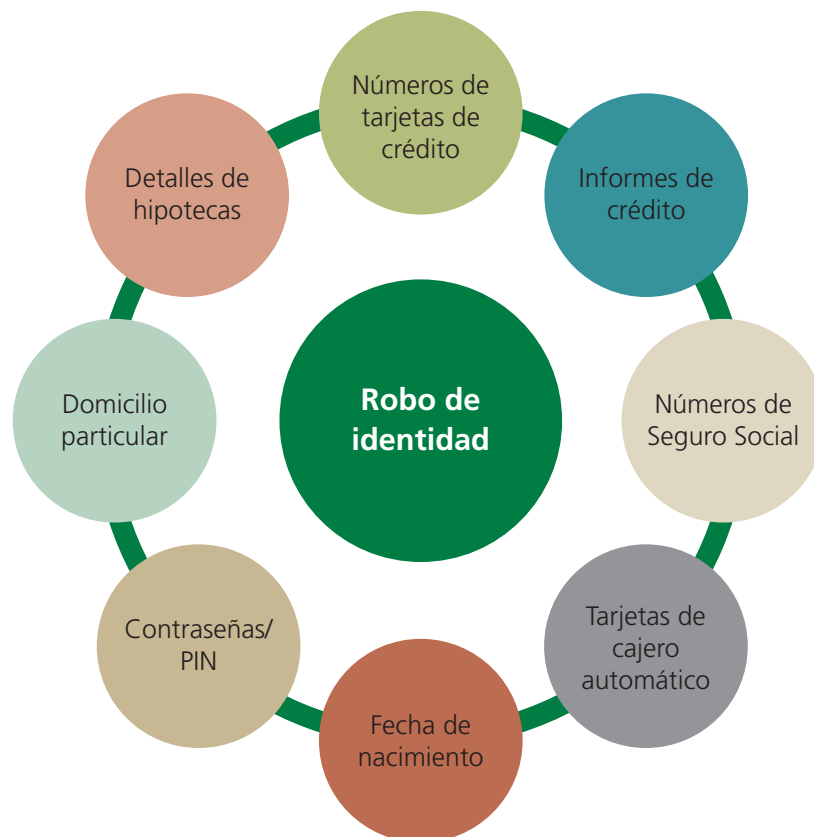 Números de
tarjetas de
crédito
Informes de
crédito
Números de
Seguro Social
Tarjetas de
cajero
automático
Fecha de
nacimiento
Contraseñas/
PIN
Domicilio
particular
Detalles de
hipotecas
Robo de
identidad